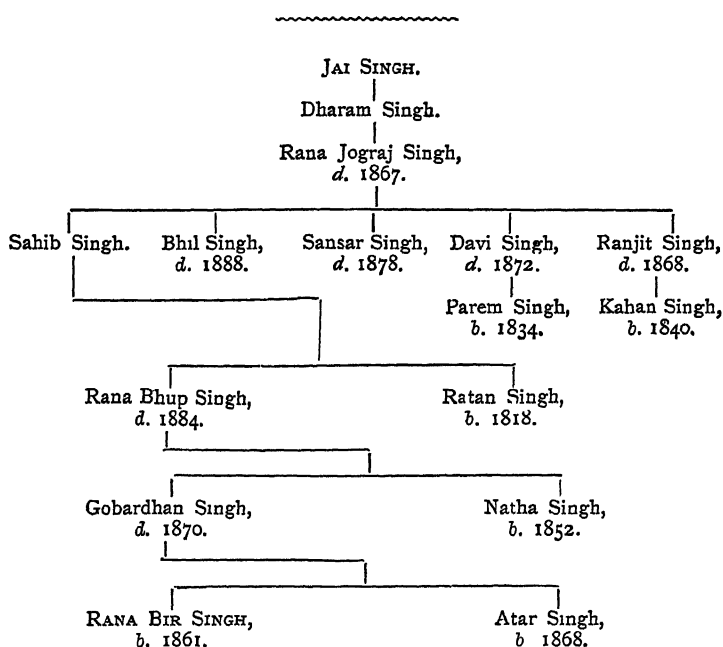 JAI SINGH.
Dharam Singh.
Rana Jograj Singh,
d. 1867.
Sahib Singh. Bhil Singh, Sansar Singh, Davi Singh, Ranjit Singh,
d. 1888. d. 1878. d. 1872. d. 1868.
Parem Singh, Kahan Singh,
b. 1834. b. 1840.
Rana Bhup Singh, Ratan Singh,
d. 1884. b. 1818.
Gobardhan Singh, Natha Singh,
d. 1870. b. 1852.
RANA BIR SINGH, Atar Singh,
b. 1861. b 1868.